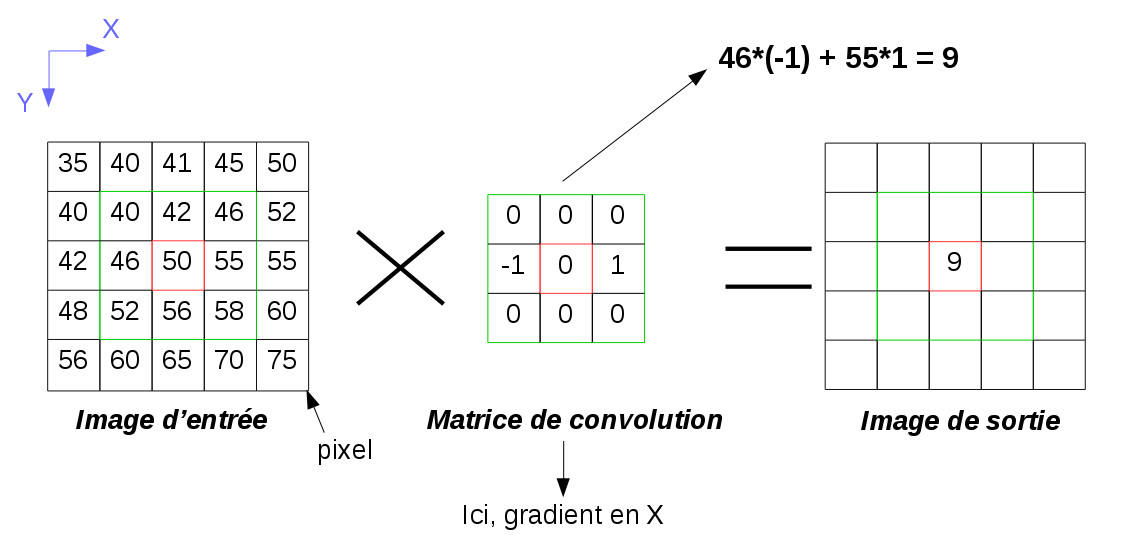 X
Y
46*(-1) + 55*1 = 9
35 40 41 45 50
40 40 42 46 52
42 46 50 55 55
48 52 56 58 60
56 60 65 70 75
0 0 0
-1 0 1
0 0 0
9
Image d’entrée
Matrice de convolution
Image de sortie
pixel
Ici, gradient en X